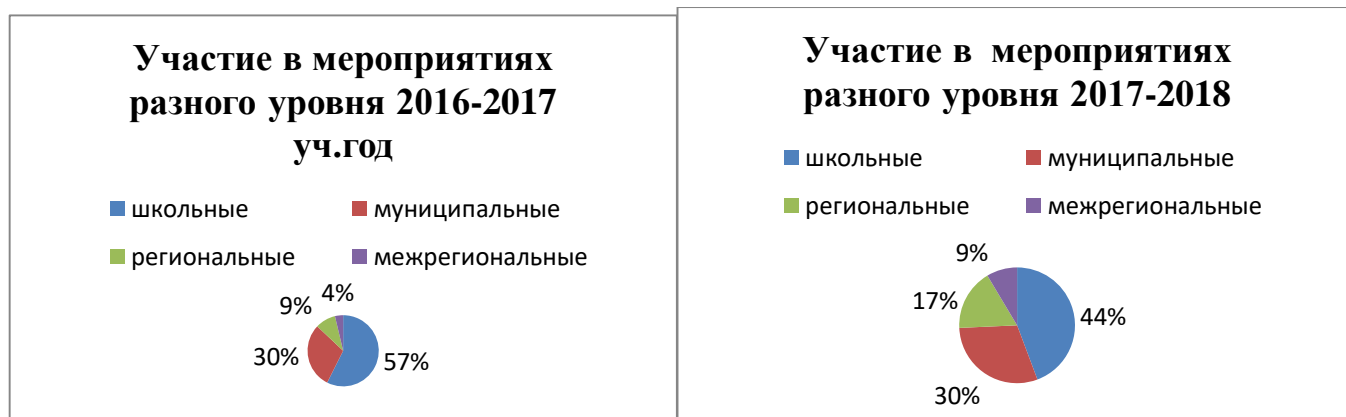 Участие в мероприятиях
разного уровня 2016-2017
уч.год
школьные
муниципальные
региональные
межрегиональные
4%
9%
30%
57%
Участие в  мероприятиях
разного уровня 2017-2018
школьные
муниципальные
региональные
межрегиональные
9%
17%
44%
30%